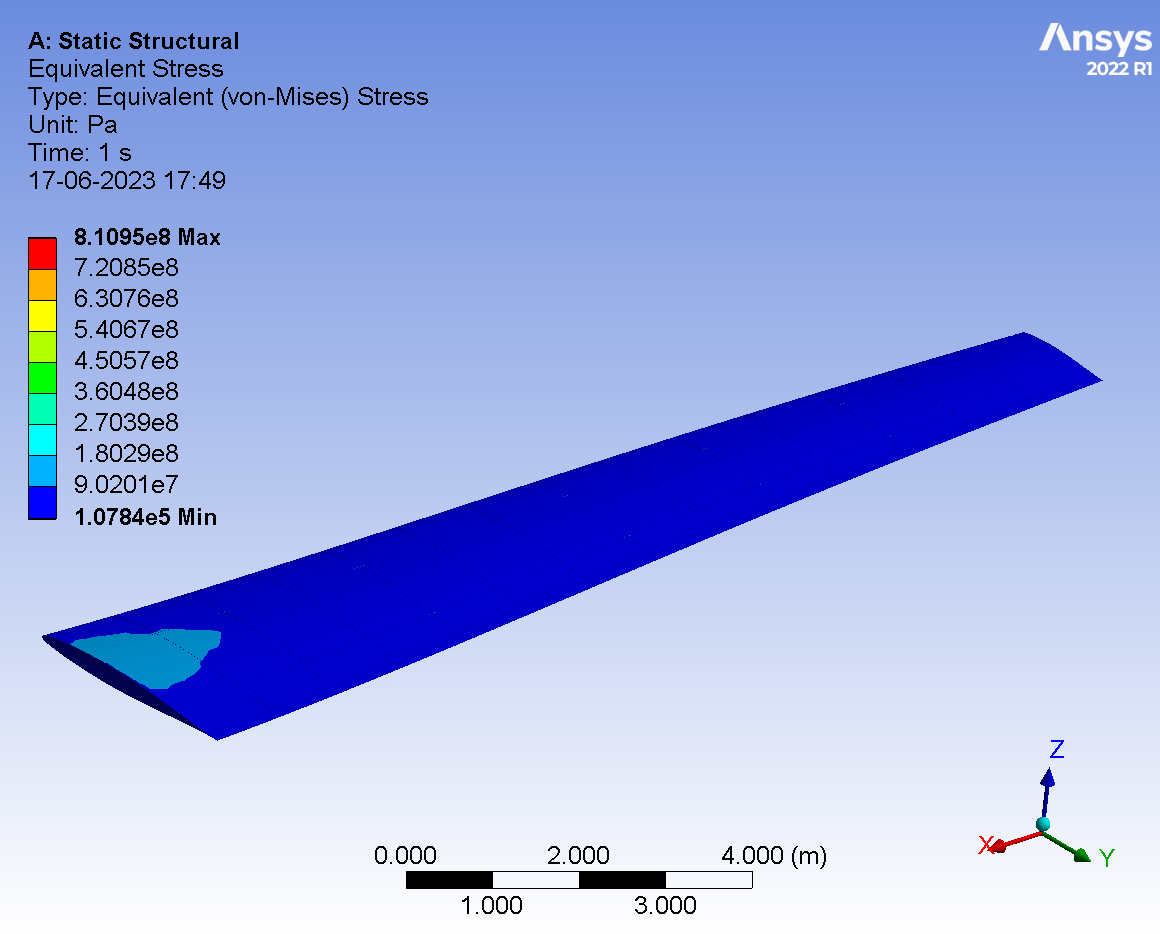 A: Static Structural
Equivalent Stress
Type: Equivalent (von-Mises) Stress
Unit: Pa
Time: 1 s
17-06-2023 17:49
Ansys
2022 R1
8.1095e8 Max
7.2085e8
6.3076e8
5.4067e8
4.5057e8
3.6048e8
2.7039e8
1.8029e8
9.0201e7
1.0784e5 Min
Z
X
Y
0.000 2.000 4.000 (m)
1.000 3.000